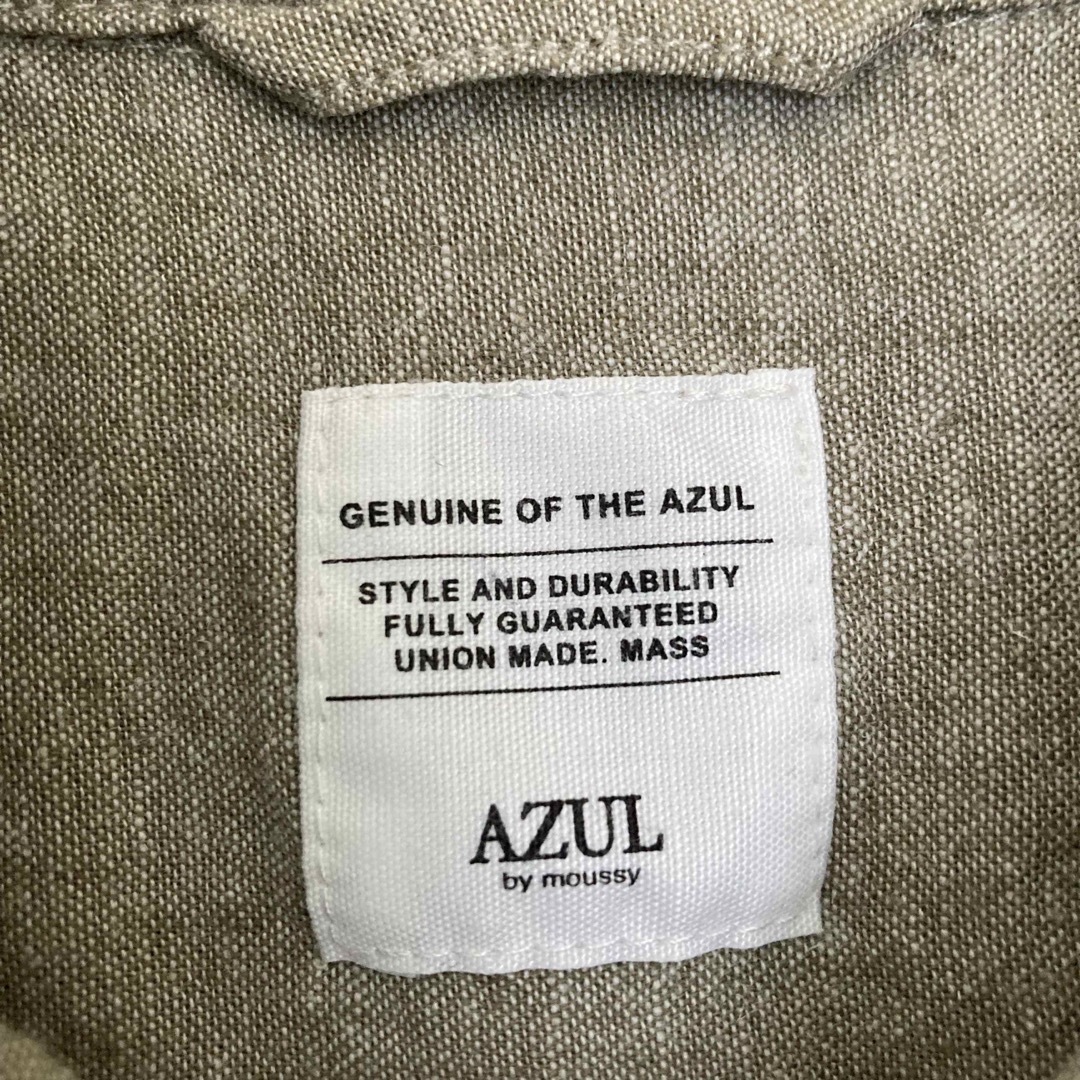 GENUINE OF THE AZUL
STYLE AND DURABILITY
FULLY GUARANTEED
UNION MADE. MASS
AZUL
by moussy